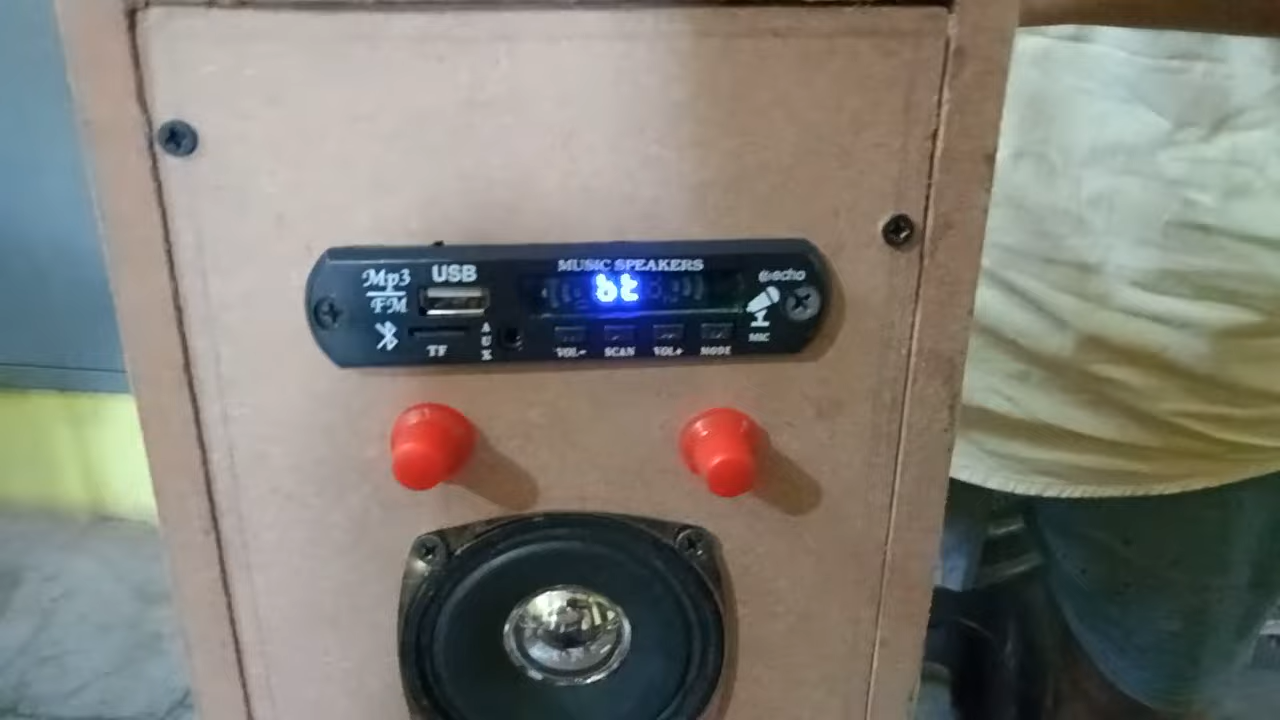 Mp3
FM
USB
TF
AUX
MUSIC SPEAKERS
bt
VOL- SCAN VOL+ MODE
echo
MIC